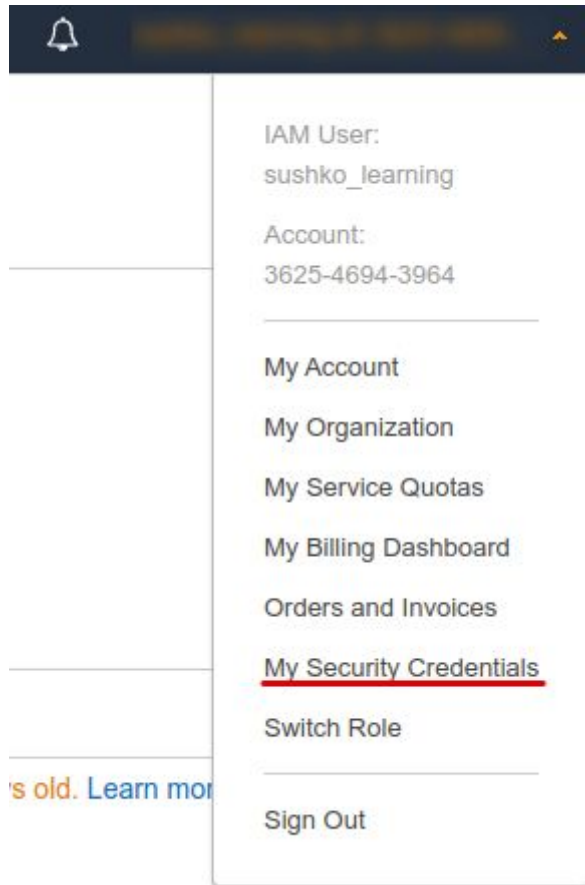 IAM User:
sushko_learning
Account:
3625-4694-3964
My Account
My Organization
My Service Quotas
My Billing Dashboard
Orders and Invoices
My Security Credentials
Switch Role
's old. Learn mor
Sign Out